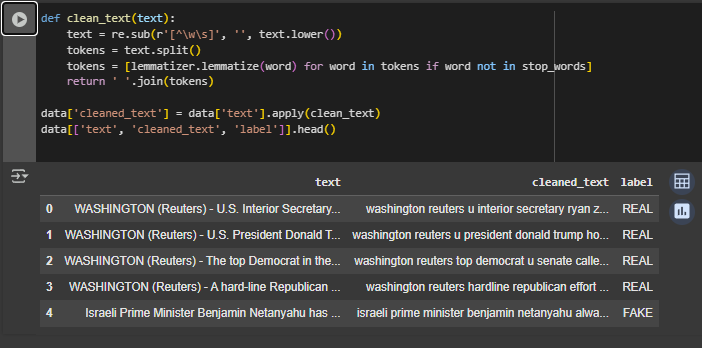 def clean_text(text):
    text = re.sub(r'[^\w\s]', '', text.lower())
    tokens = text.split()
    tokens = [lemmatizer.lemmatize(word) for word in tokens if word not in stop_words]
    return ' '.join(tokens)
data['cleaned_text'] = data['text'].apply(clean_text)
data[['text', 'cleaned_text', 'label']].head()
text cleaned_text label
0 WASHINGTON (Reuters) - U.S. Interior Secretary... washington reuters u interior secretary ryan z... REAL
1 WASHINGTON (Reuters) - U.S. President Donald T... washington reuters u president donald trump ho... REAL
2 WASHINGTON (Reuters) - The top Democrat in the... washington reuters top democrat u senate calle... REAL
3 WASHINGTON (Reuters) - A hard-line Republican ... washington reuters hardline republican effort ... REAL
4 Israeli Prime Minister Benjamin Netanyahu has ... israeli prime minister benjamin netanyahu alwa... FAKE